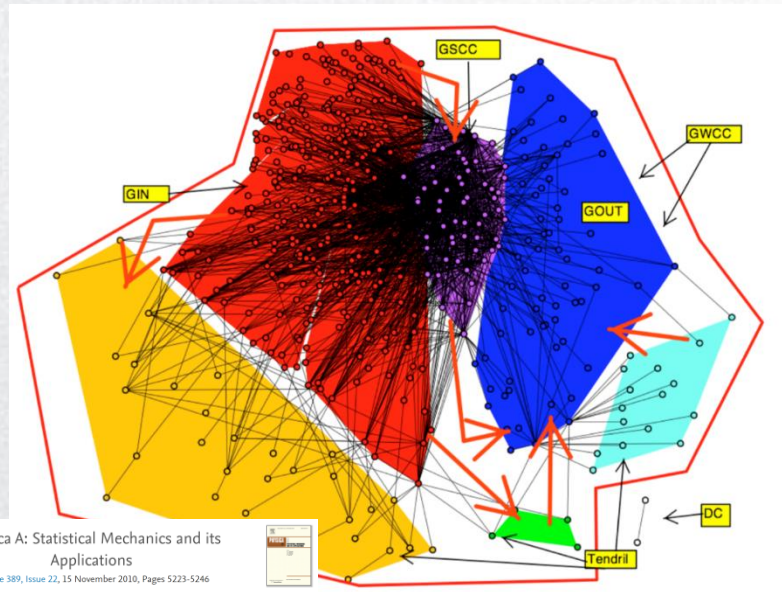 GSCC
GWCC
GIN
GOUT
DC
Tendril
A: Statistical Mechanics and its
Applications
389, Issue 22, 15 November 2010, Pages 5223-5246